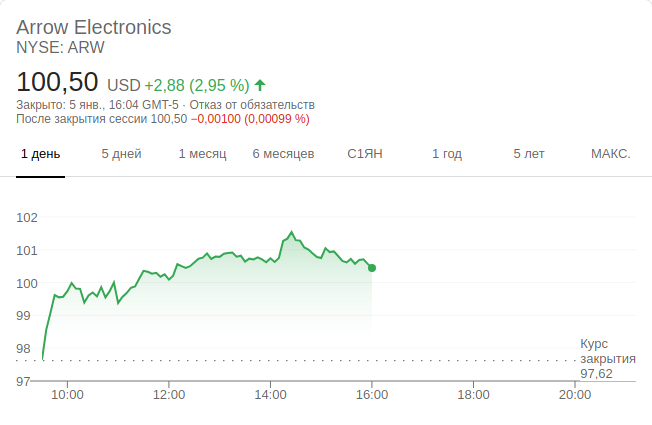 Arrow Electronics
NYSE: ARW
100,50 USD +2,88 (2,95 %)
Закрыто: 5 янв., 16:04 GMT-5 · Отказ от обязательств
После закрытия сессии 100,50 −0,00100 (0,00099 %)
1 день 5 дней 1 месяц 6 месяцев С1ЯН 1 год 5 лет МАКС.
102
101
100
99
98
97
Курс
закрытия
97,62
10:00 12:00 14:00 16:00 18:00 20:00